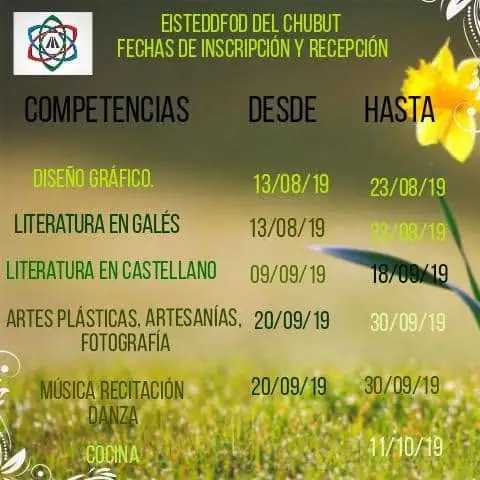 EISTEDDFOD DEL CHUBUT
FECHAS DE INSCRIPCIÓN Y RECEPCIÓN
COMPETENCIAS DESDE HASTA
DISEÑO GRÁFICO. 13/08/19 23/08/19
LITERATURA EN GALÉS 13/08/19 23/08/19
LITERATURA EN CASTELLANO 09/09/19 18/09/19
ARTES PLÁSTICAS, ARTESANÍAS, 20/09/19 30/09/19
FOTOGRAFÍA
MÚSICA RECITACIÓN 20/09/19 30/09/19
DANZA
COCINA 11/10/19